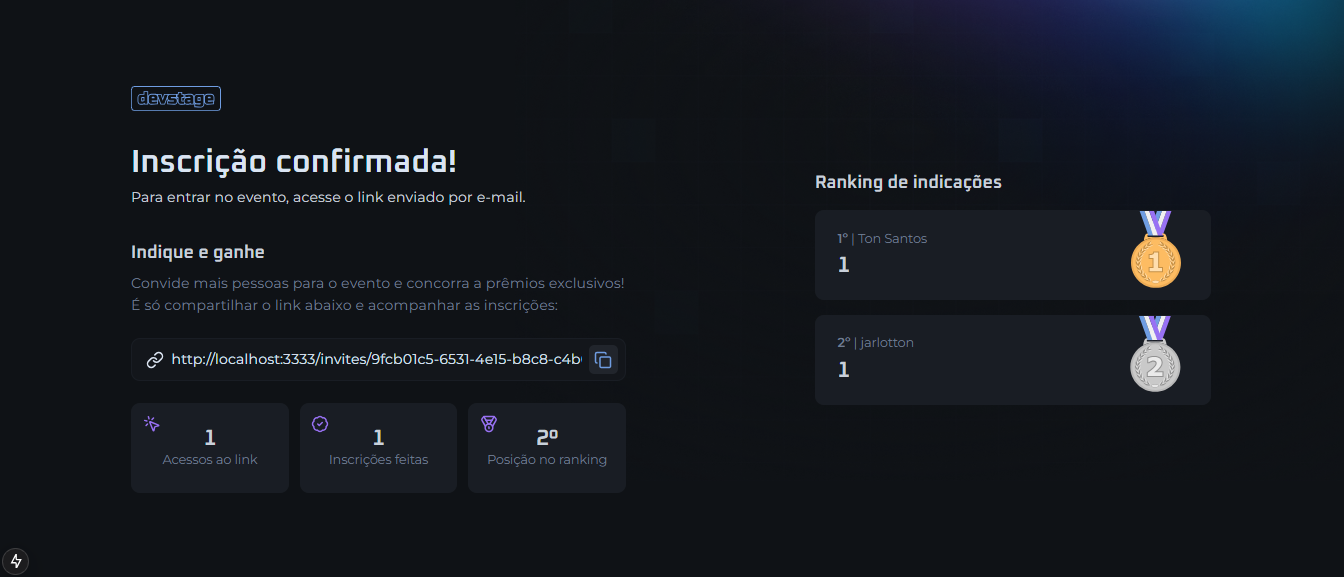 devstage
Inscrição confirmada!
Para entrar no evento, acesse o link enviado por e-mail.
Indique e ganhe
Convide mais pessoas para o evento e concorra a prêmios exclusivos!
É só compartilhar o link abaixo e acompanhar as inscrições:
http://localhost:3333/invites/9fcb01c5-6531-4e15-b8c8-c4b
1
Acessos ao link
1
Inscrições feitas
2º
Posição no ranking
Ranking de indicações
1º | Ton Santos
1
1
2º | jarlotton
1
2